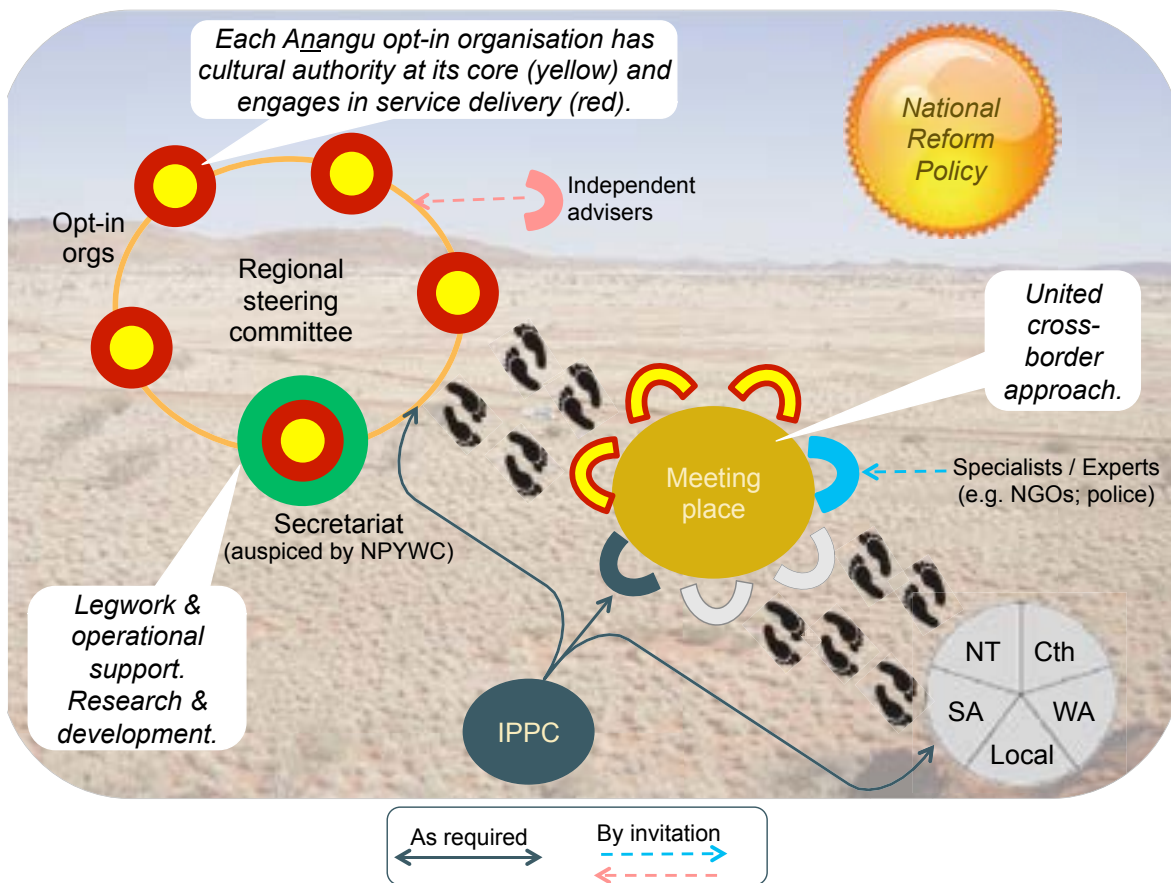 Each Anangu opt-in organisation has
cultural authority at its core (yellow) and
engages in service delivery (red).
National
Reform
Policy
Independent
advisers
Opt-in
orgs
Regional
steering
committee
United
cross-
border
approach.
Meeting
place
Specialists / Experts
(e.g. NGOs; police)
Secretariat
(auspiced by NPYWC)
Legwork &
operational
support.
Research &
development.
IPPC
NT
Cth
SA
WA
Local
As required
By invitation